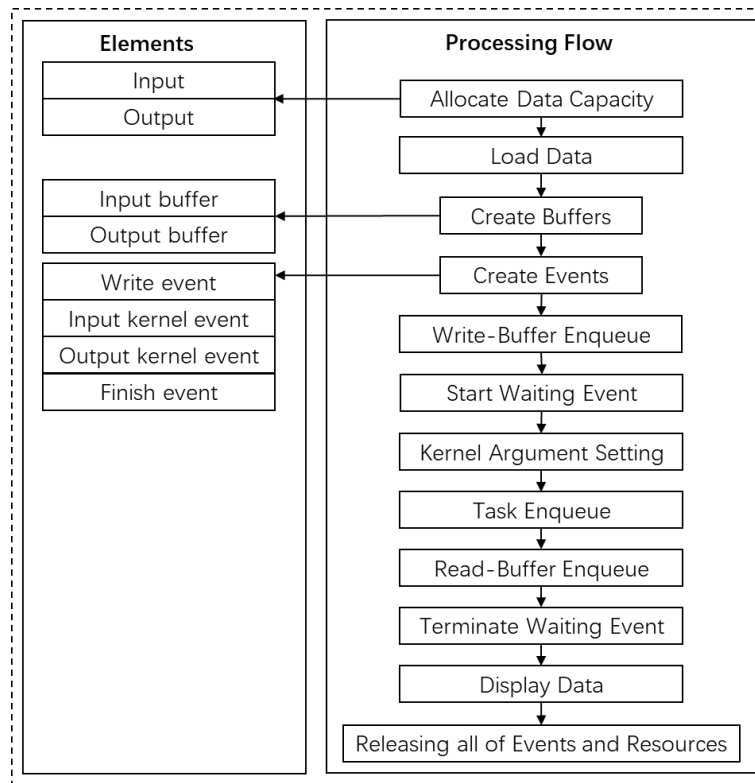 Elements
Input
Output
Input buffer
Output buffer
Write event
Input kernel event
Output kernel event
Finish event
Processing Flow
Allocate Data Capacity
Load Data
Create Buffers
Create Events
Write-Buffer Enqueue
Start Waiting Event
Kernel Argument Setting
Task Enqueue
Read-Buffer Enqueue
Terminate Waiting Event
Display Data
Releasing all of Events and Resources